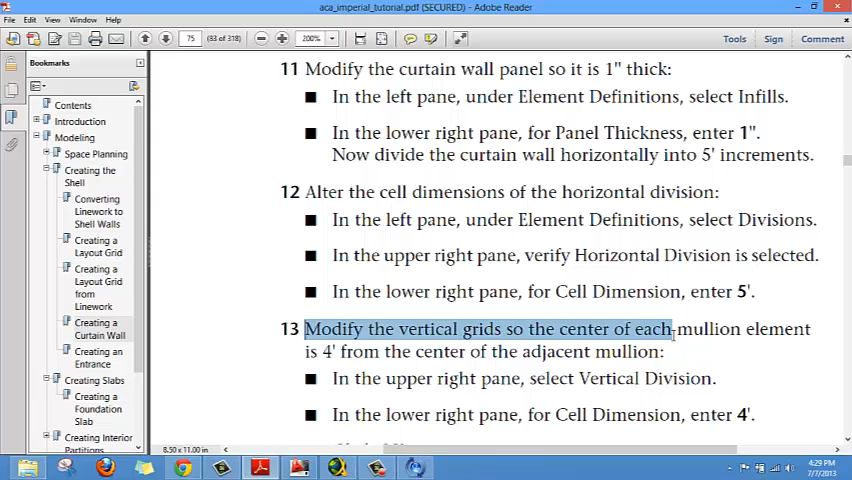 aca_imperial_tutorial.pdf (SECURED) - Adobe Reader
File Edit View Window Help
75 (83 of 318) 200% Tools Sign Comment
Bookmarks
Contents
Introduction
Modeling
Space Planning
Creating the
Shell
Converting
Linework to
Shell Walls
Creating a
Layout Grid
Creating a
Layout Grid
from
Linework
Creating a
Curtain Wall
Creating an
Entrance
Creating Slabs
Creating a
Foundation
Slab
Creating Interior
Partitions
11 Modify the curtain wall panel so it is 1" thick:
■ In the left pane, under Element Definitions, select Infills.
■ In the lower right pane, for Panel Thickness, enter 1".
Now divide the curtain wall horizontally into 5' increments.
12 Alter the cell dimensions of the horizontal division:
■ In the left pane, under Element Definitions, select Divisions.
■ In the upper right pane, verify Horizontal Division is selected.
■ In the lower right pane, for Cell Dimension, enter 5'.
13 Modify the vertical grids so the center of each mullion element
is 4' from the center of the adjacent mullion:
■ In the upper right pane, select Vertical Division.
■ In the lower right pane, for Cell Dimension, enter 4'.
8.50 x 11.00 in
4:29 PM
7/7/2013